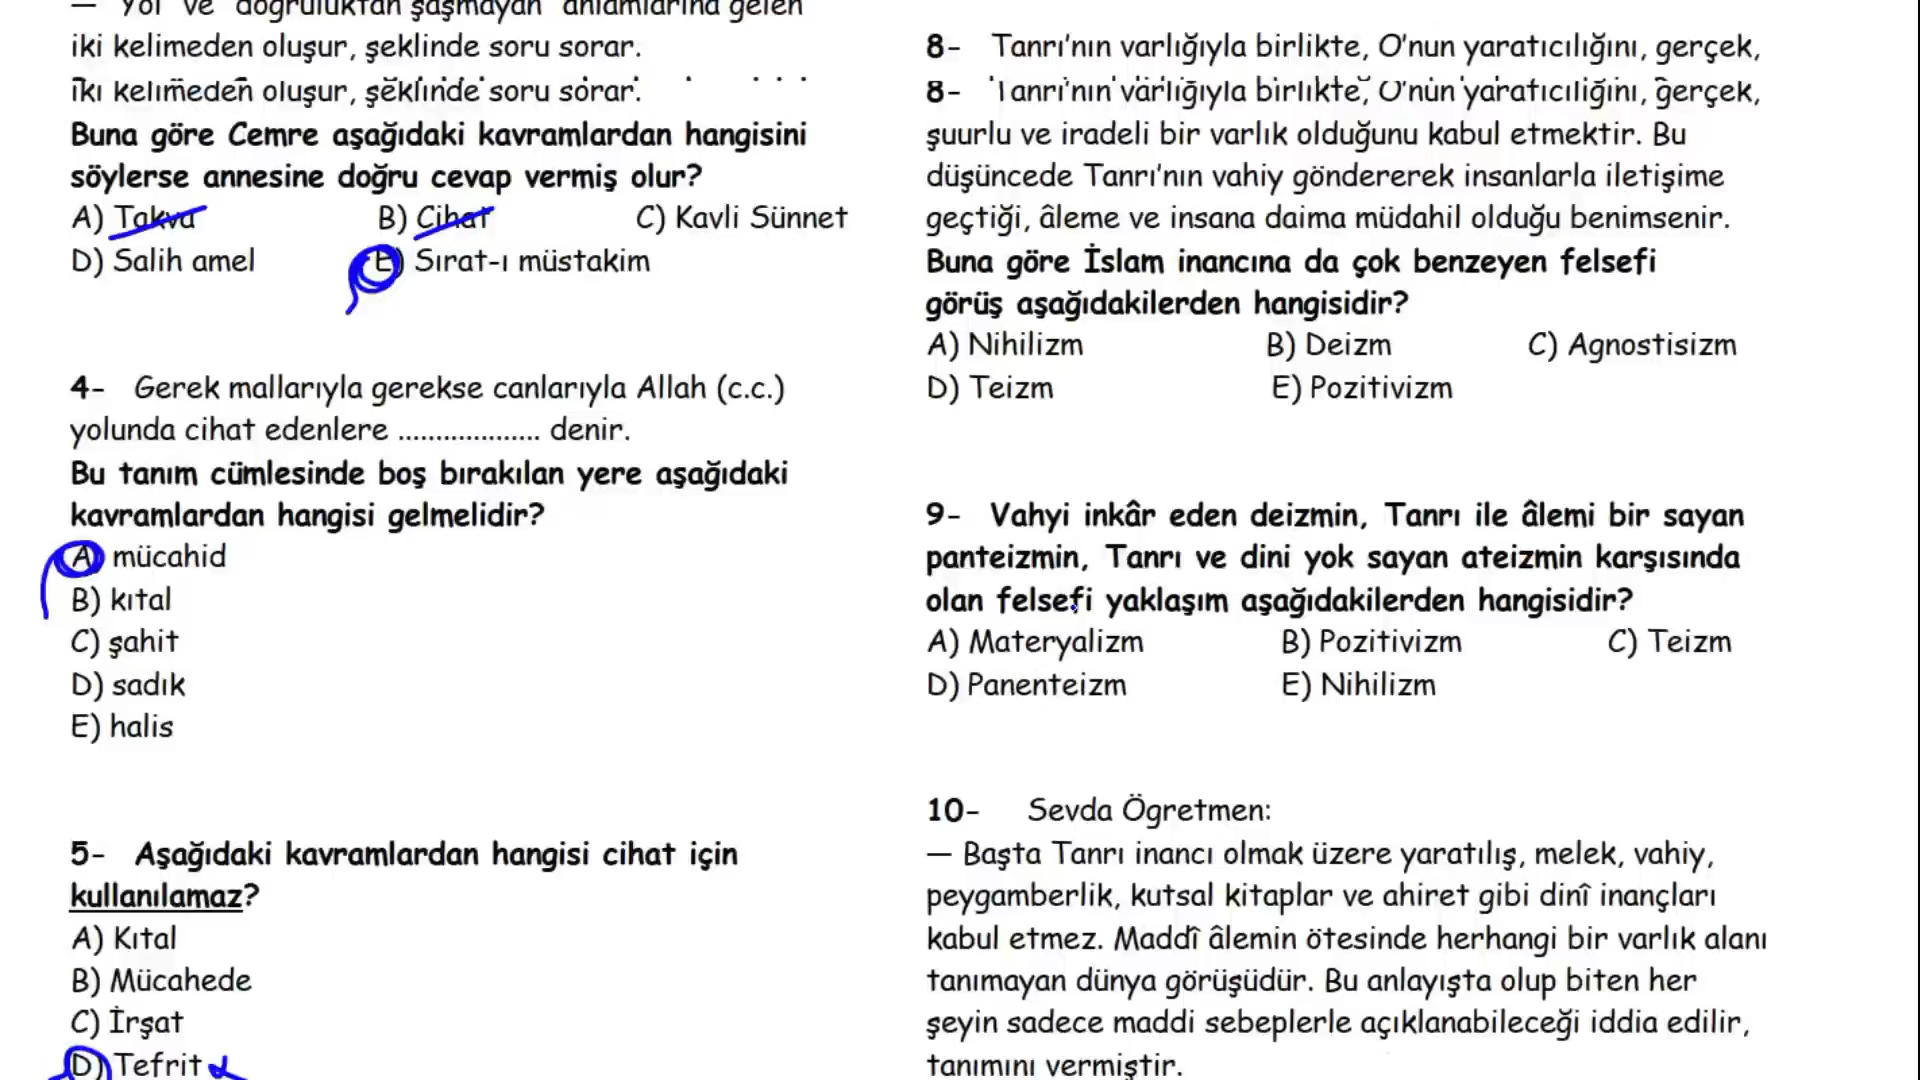 — "Yol" ve "doğruluktan şaşmayan" anlamlarına gelen
iki kelimeden oluşur, şeklinde soru sorar.
iki kelimeden oluşur, şeklinde soru sorar.
Buna göre Cemre aşağıdaki kavramlardan hangisini
söylerse annesine doğru cevap vermiş olur?
A) Takva B) Cihat C) Kavli Sünnet
D) Salih amel E) Sırat-ı müstakim
4- Gerek mallarıyla gerekse canlarıyla Allah (c.c.)
yolunda cihat edenlere ................... denir.
Bu tanım cümlesinde boş bırakılan yere aşağıdaki
kavramlardan hangisi gelmelidir?
A) mücahid
B) kıtal
C) şahit
D) sadık
E) halis
5- Aşağıdaki kavramlardan hangisi cihat için
kullanılamaz?
A) Kıtal
B) Mücahede
C) İrşat
D) Tefrit
8- Tanrı'nın varlığıyla birlikte, O'nun yaratıcılığını, gerçek,
8- Tanrı'nın varlığıyla birlikte, O'nun yaratıcılığını, gerçek,
şuurlu ve iradeli bir varlık olduğunu kabul etmektir. Bu
düşüncede Tanrı'nın vahiy göndererek insanlarla iletişime
geçtiği, âleme ve insana daima müdahil olduğu benimsenir.
Buna göre İslam inancına da çok benzeyen felsefi
görüş aşağıdakilerden hangisidir?
A) Nihilizm B) Deizm C) Agnostisizm
D) Teizm E) Pozitivizm
9- Vahyi inkâr eden deizmin, Tanrı ile âlemi bir sayan
panteizmin, Tanrı ve dini yok sayan ateizmin karşısında
olan felsefi yaklaşım aşağıdakilerden hangisidir?
A) Materyalizm B) Pozitivizm C) Teizm
D) Panenteizm E) Nihilizm
10- Sevda Ögretmen:
— Başta Tanrı inancı olmak üzere yaratılış, melek, vahiy,
peygamberlik, kutsal kitaplar ve ahiret gibi dinî inançları
kabul etmez. Maddî âlemin ötesinde herhangi bir varlık alanı
tanımayan dünya görüşüdür. Bu anlayışta olup biten her
şeyin sadece maddi sebeplerle açıklanabileceği iddia edilir,
tanımını vermiştir.